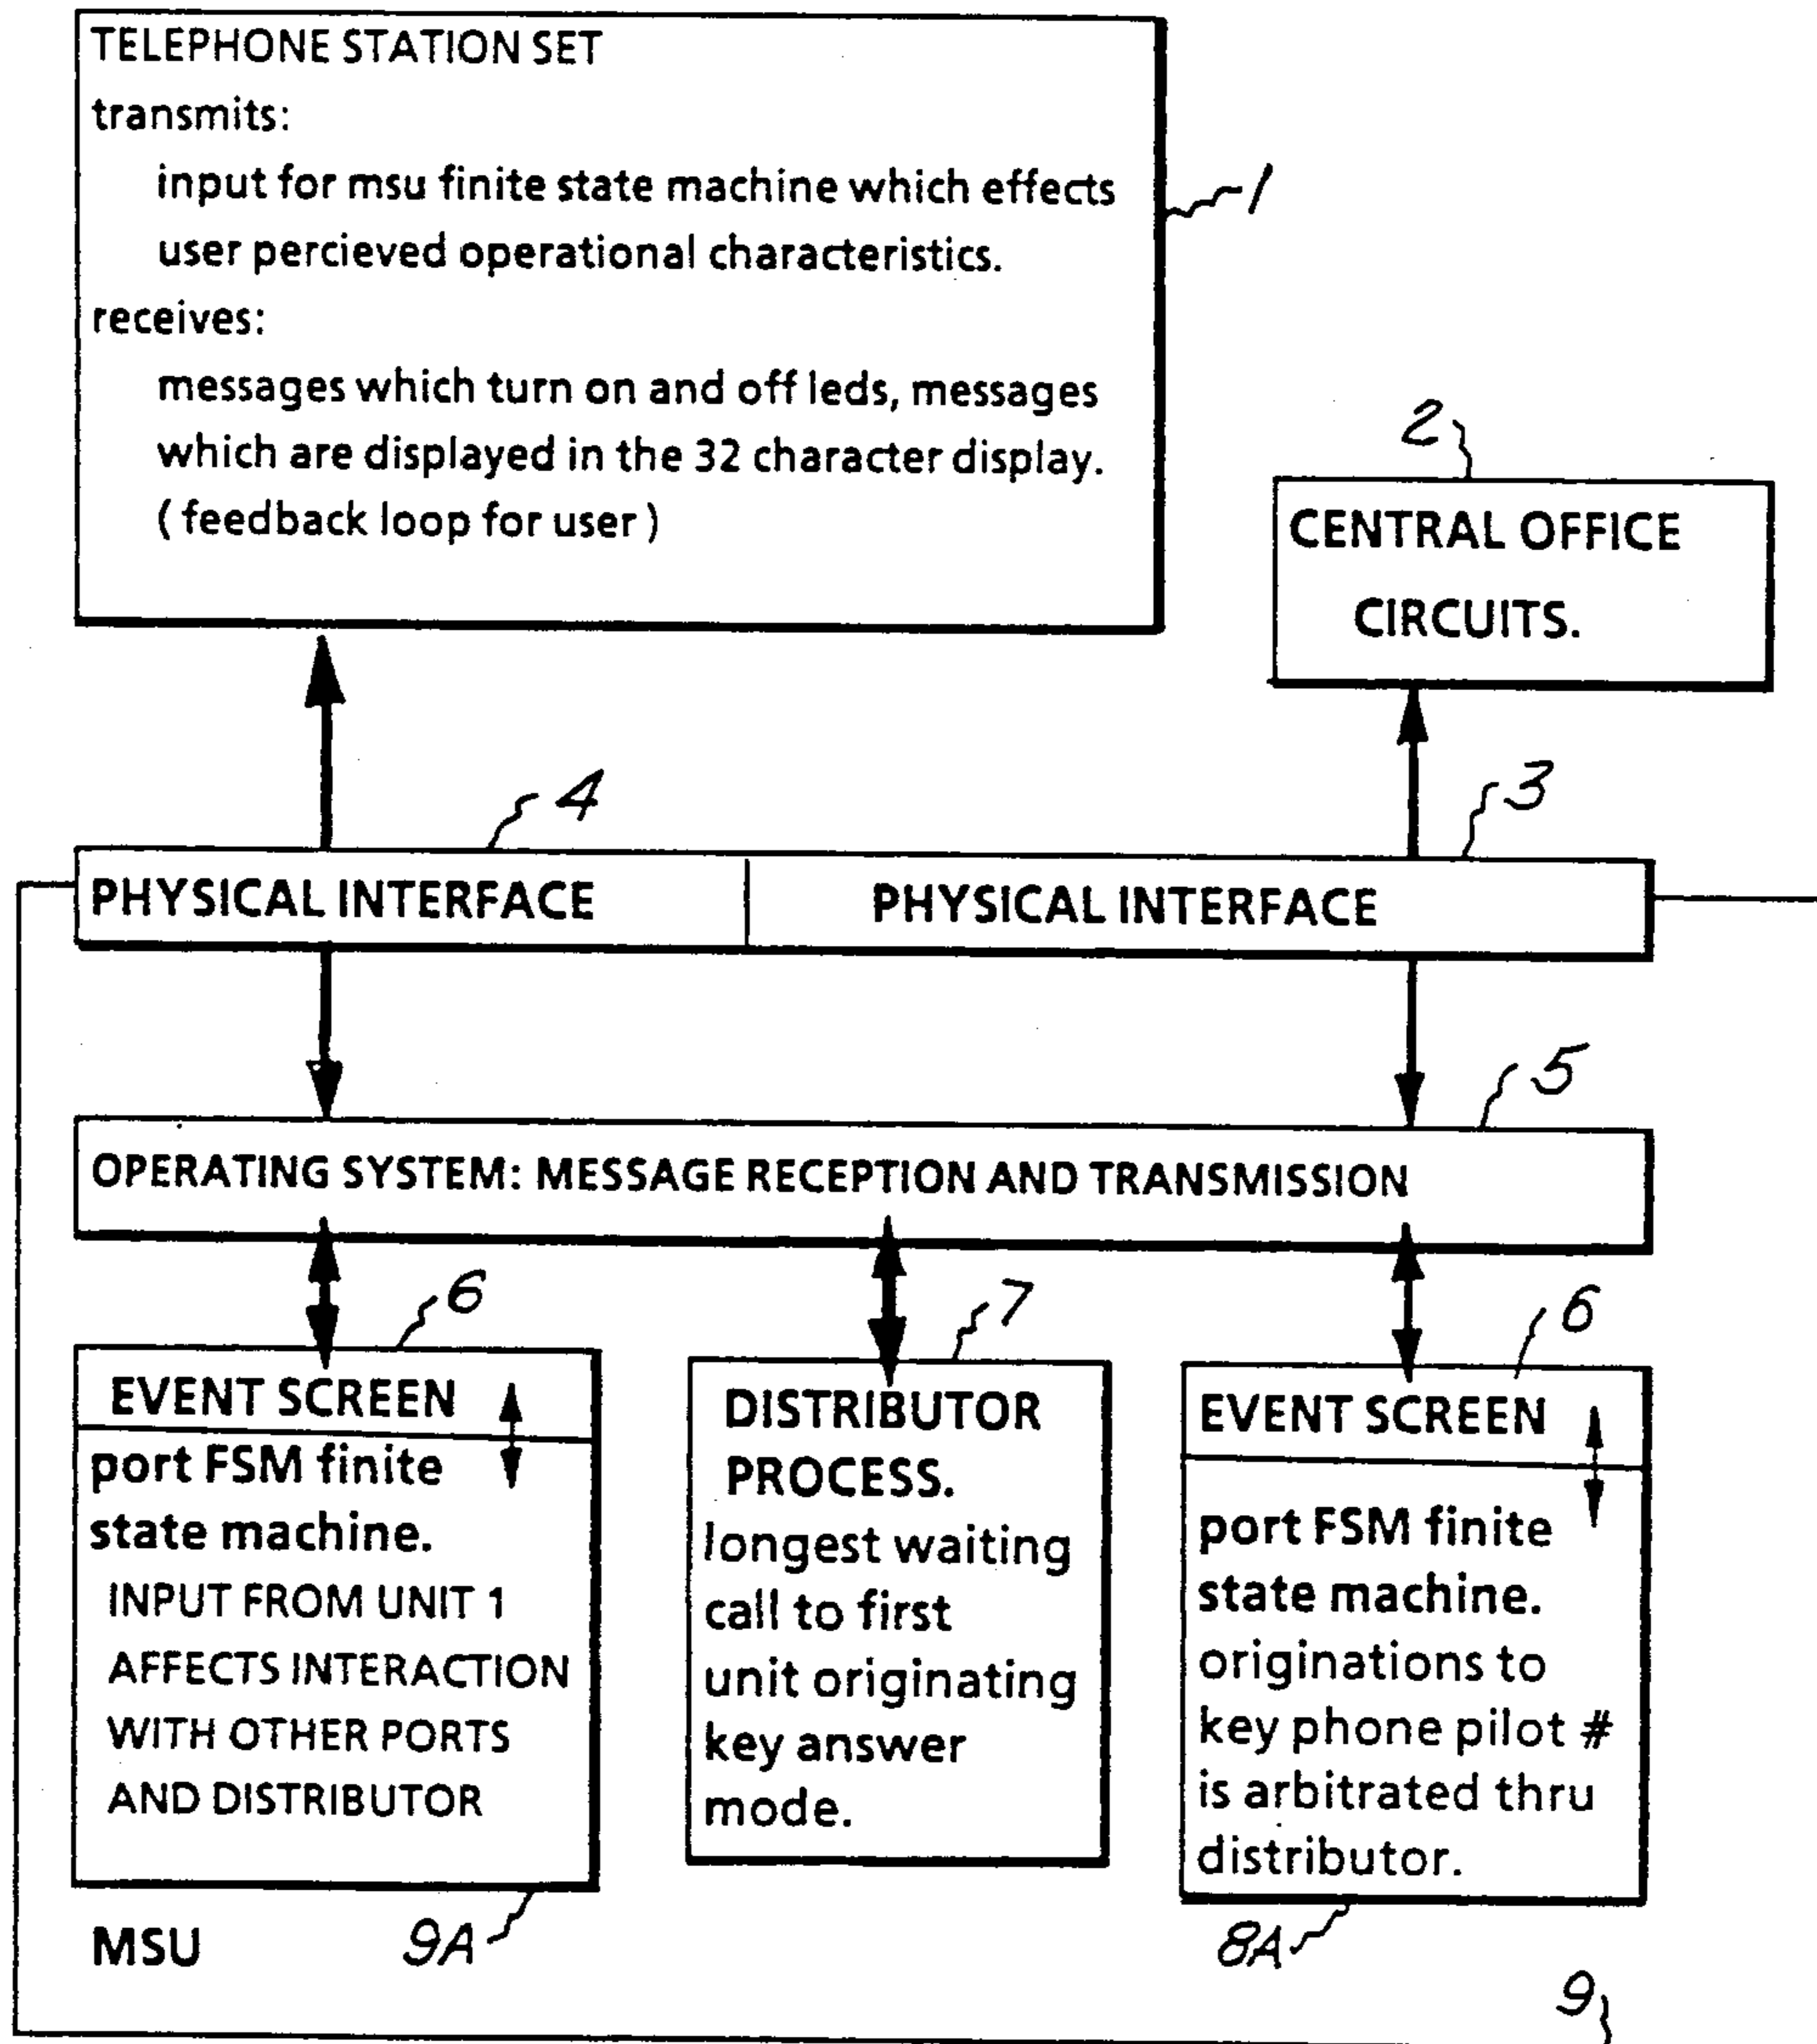 TELEPHONE STATION SET
transmits:
input for msu finite state machine which effects
user percieved operational characteristics.
receives:
messages which turn on and off leds, messages
which are displayed in the 32 character display.
( feedback loop for user )
1
2
CENTRAL OFFICE
CIRCUITS.
4
3
PHYSICAL INTERFACE
PHYSICAL INTERFACE
5
OPERATING SYSTEM: MESSAGE RECEPTION AND TRANSMISSION
6
EVENT SCREEN
port FSM finite
state machine.
INPUT FROM UNIT 1
AFFECTS INTERACTION
WITH OTHER PORTS
AND DISTRIBUTOR
9A
7
DISTRIBUTOR
PROCESS.
longest waiting
call to first
unit originating
key answer
mode.
6
EVENT SCREEN
port FSM finite
state machine.
originations to
key phone pilot #
is arbitrated thru
distributor.
8A
MSU
9